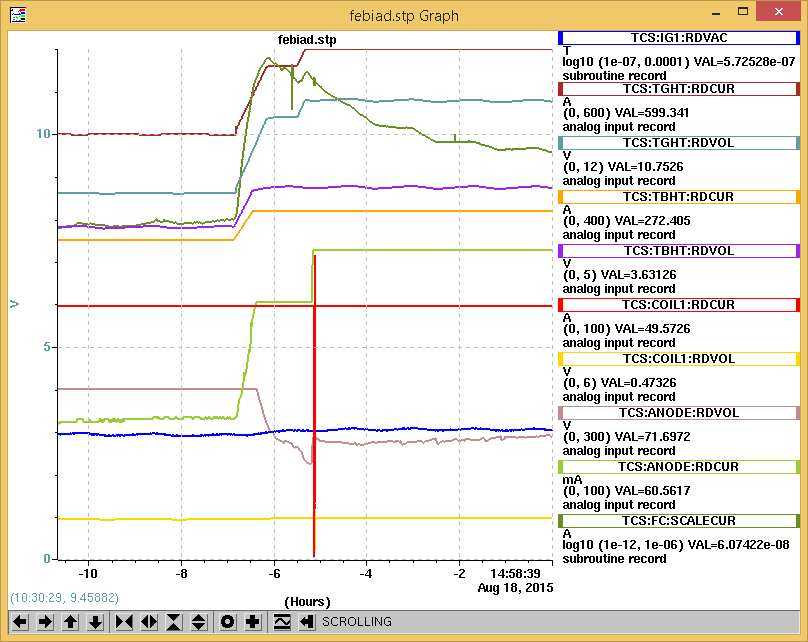 febiad.stp Graph
febiad.stp
TCS:IG1:RDVAC
T
log10 (1e-07, 0.0001) VAL=5.72528e-07
subroutine record
TCS:TGHT:RDCUR
A
(0, 600) VAL=599.341
analog input record
TCS:TGHT:RDVOL
V
(0, 12) VAL=10.7526
analog input record
TCS:TBHT:RDCUR
A
(0, 400) VAL=272.405
analog input record
TCS:TBHT:RDVOL
V
(0, 5) VAL=3.63126
analog input record
TCS:COIL1:RDCUR
A
(0, 100) VAL=49.5726
analog input record
TCS:COIL1:RDVOL
V
(0, 6) VAL=0.47326
analog input record
TCS:ANODE:RDVOL
V
(0, 300) VAL=71.6972
analog input record
TCS:ANODE:RDCUR
mA
(0, 100) VAL=60.5617
analog input record
TCS:FC:SCALECUR
A
log10 (1e-12, 1e-06) VAL=6.07422e-08
subroutine record
10
V
5
0
-10 -8 -6 -4 -2 14:58:39
Aug 18, 2015
(10:30:29, 9.45882)
(Hours)
SCROLLING